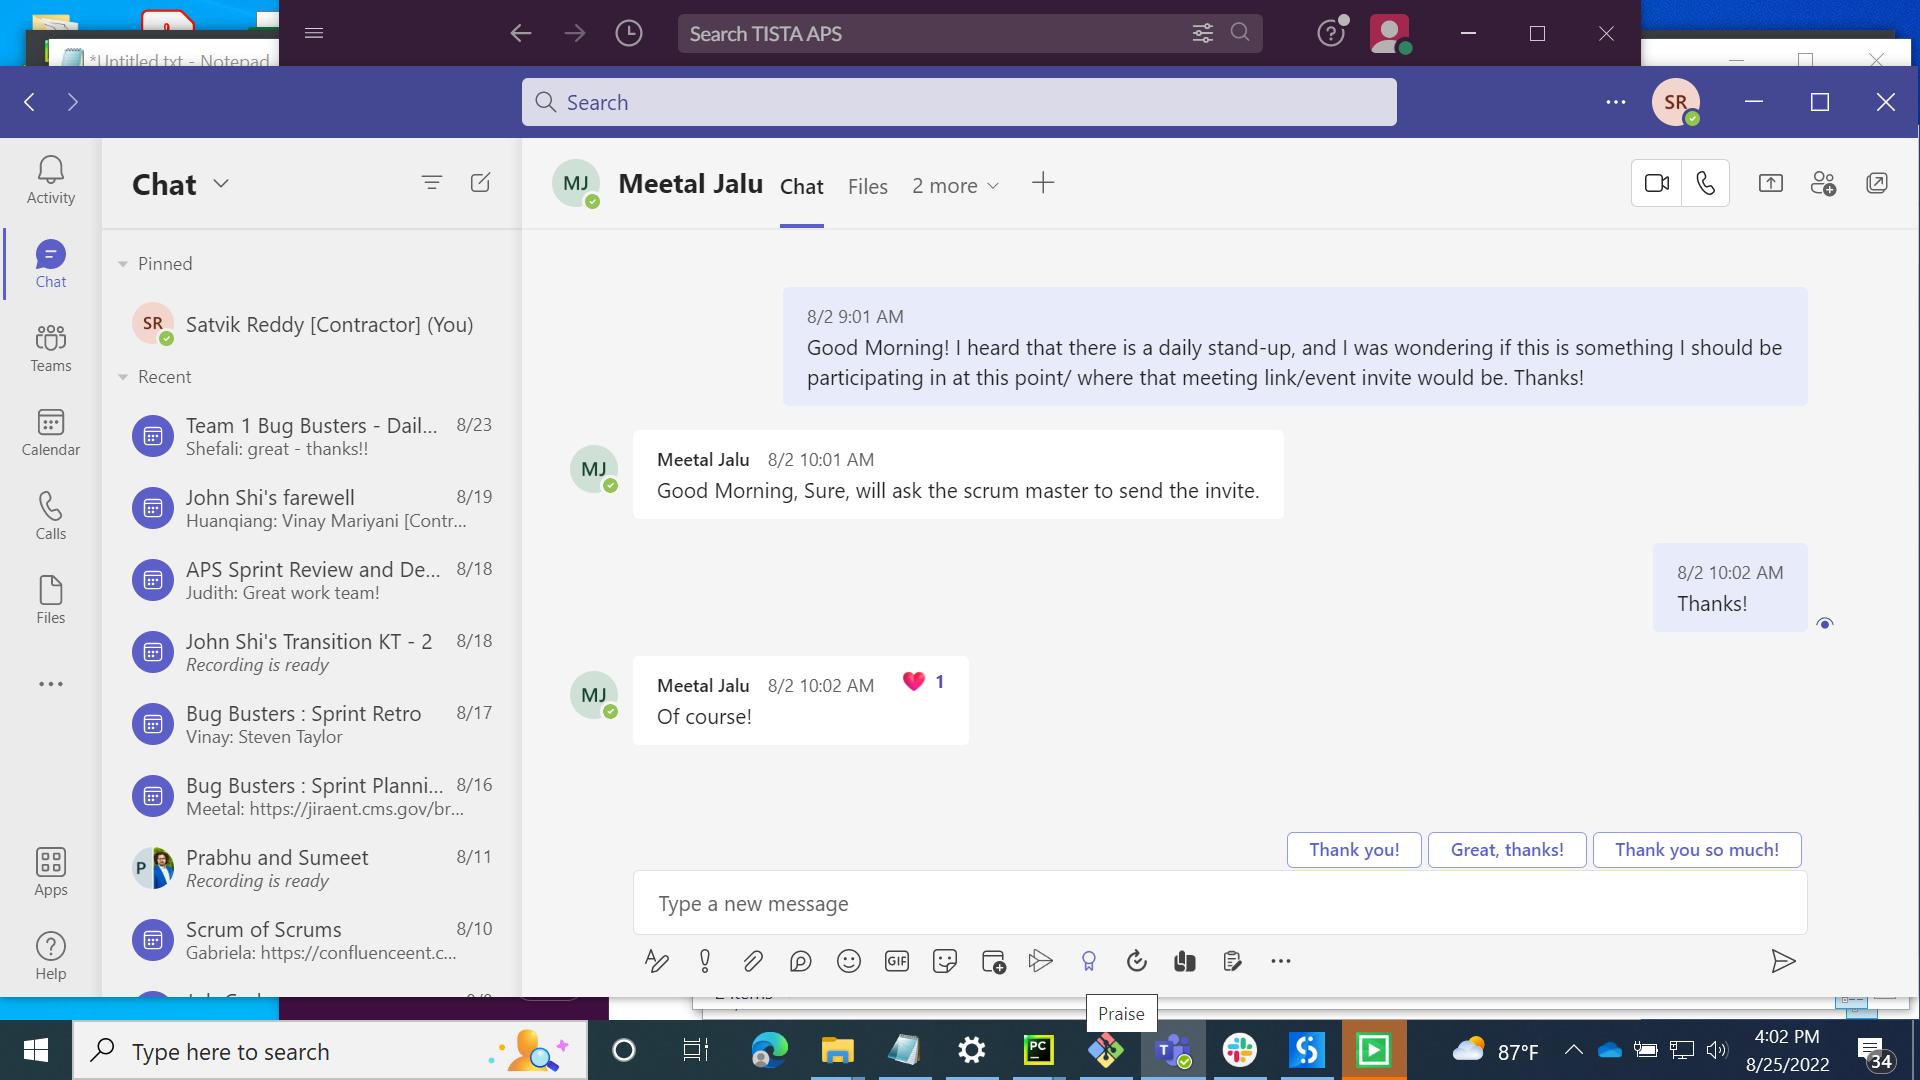 *Untitled.txt - Notepad
Search TISTA APS
Search
SR
Activity
Chat
Teams
Calendar
Calls
Files
Apps
Help
Chat
Pinned
SR
Satvik Reddy [Contractor] (You)
Recent
Team 1 Bug Busters - Dail... 8/23
Shefali: great - thanks!!
John Shi's farewell 8/19
Huanqiang: Vinay Mariyani [Contr...
APS Sprint Review and De... 8/18
Judith: Great work team!
John Shi's Transition KT - 2 8/18
Recording is ready
Bug Busters : Sprint Retro 8/17
Vinay: Steven Taylor
Bug Busters : Sprint Planni... 8/16
Meetal: https://jiraent.cms.gov/br...
P
Prabhu and Sumeet 8/11
Recording is ready
Scrum of Scrums 8/10
Gabriela: https://confluenceent.c...
MJ Meetal Jalu Chat Files 2 more
8/2 9:01 AM
Good Morning! I heard that there is a daily stand-up, and I was wondering if this is something I should be
participating in at this point/ where that meeting link/event invite would be. Thanks!
MJ
Meetal Jalu 8/2 10:01 AM
Good Morning, Sure, will ask the scrum master to send the invite.
8/2 10:02 AM
Thanks!
MJ
Meetal Jalu 8/2 10:02 AM 1
Of course!
Thank you! Great, thanks! Thank you so much!
Type a new message
GIF
Praise
Type here to search
PC
T
87°F
4:02 PM
8/25/2022
34